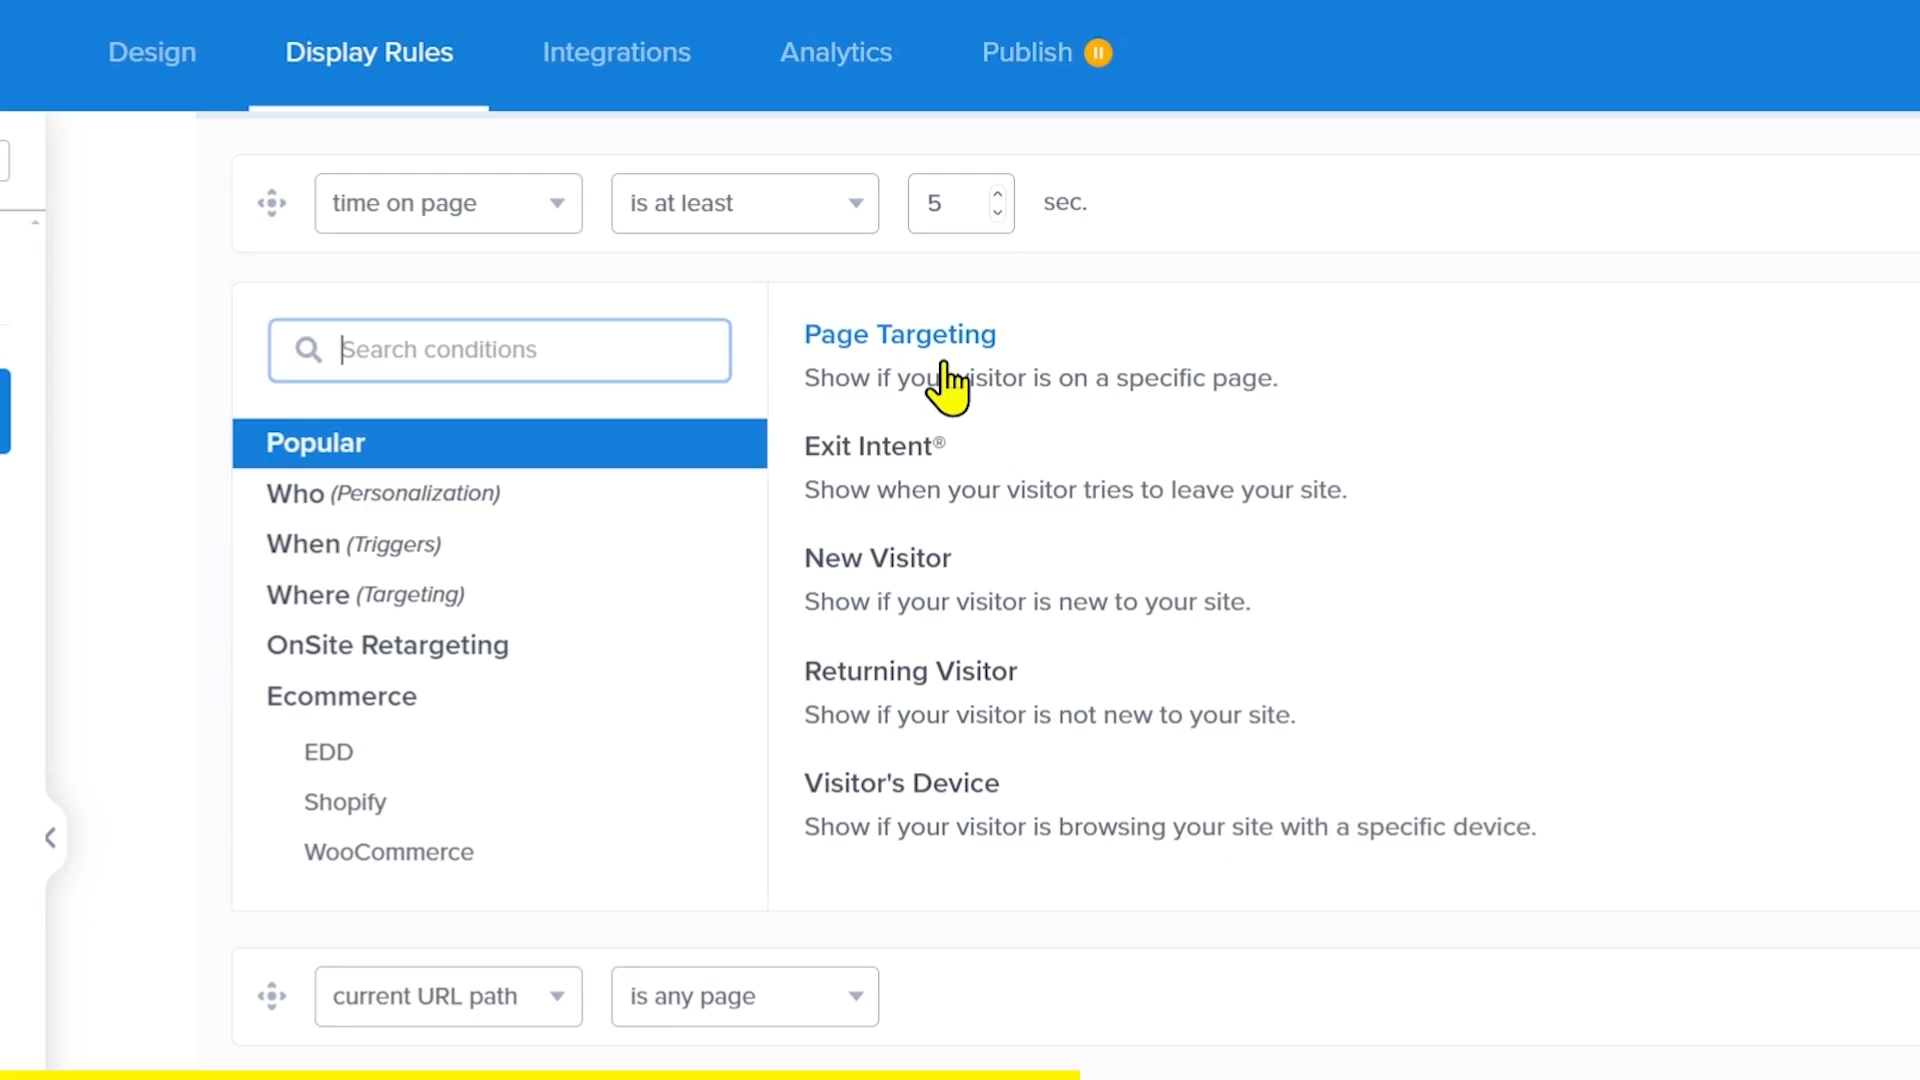 Design Display Rules Integrations Analytics Publish
time on page is at least 5 sec.
Search conditions
Popular
Who (Personalization)
When (Triggers)
Where (Targeting)
OnSite Retargeting
Ecommerce
EDD
Shopify
WooCommerce
Page Targeting
Show if your visitor is on a specific page.
Exit Intent®
Show when your visitor tries to leave your site.
New Visitor
Show if your visitor is new to your site.
Returning Visitor
Show if your visitor is not new to your site.
Visitor's Device
Show if your visitor is browsing your site with a specific device.
current URL path is any page